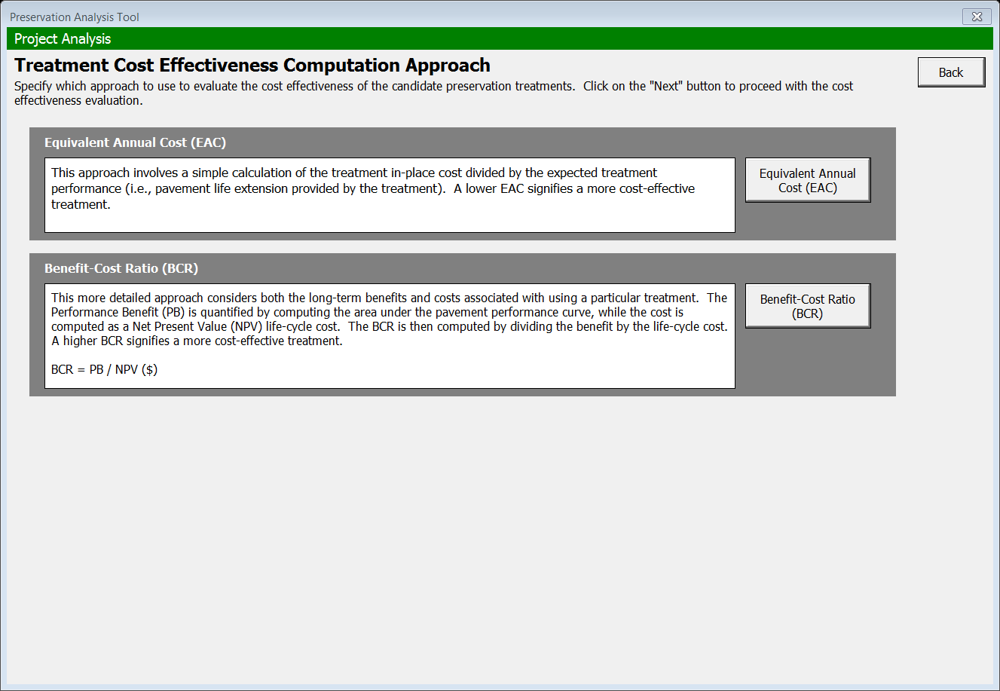 Preservation Analysis Tool
Project Analysis
Treatment Cost Effectiveness Computation Approach
Back
Specify which approach to use to evaluate the cost effectiveness of the candidate preservation treatments.  Click on the "Next" button to proceed with the cost
effectiveness evaluation.
Equivalent Annual Cost (EAC)
This approach involves a simple calculation of the treatment in-place cost divided by the expected treatment
performance (i.e., pavement life extension provided by the treatment).  A lower EAC signifies a more cost-effective
treatment.
Equivalent Annual
Cost (EAC)
Benefit-Cost Ratio (BCR)
This more detailed approach considers both the long-term benefits and costs associated with using a particular treatment.  The
Performance Benefit (PB) is quantified by computing the area under the pavement performance curve, while the cost is
computed as a Net Present Value (NPV) life-cycle cost.  The BCR is then computed by dividing the benefit by the life-cycle cost.
A higher BCR signifies a more cost-effective treatment.
BCR = PB / NPV ($)
Benefit-Cost Ratio
(BCR)